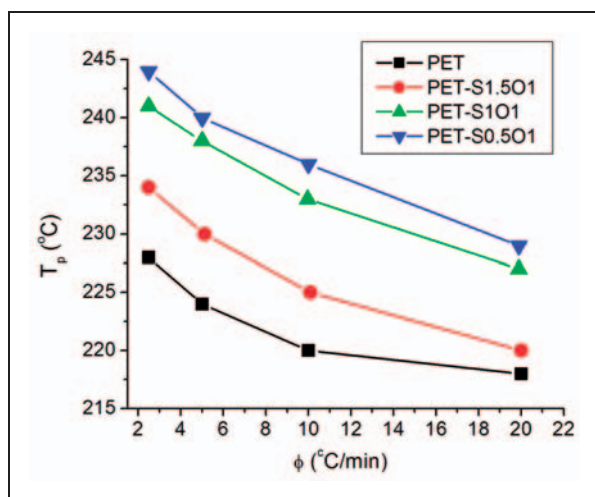 245
240
235
230
225
220
215
Tp (°C)
PET
PET-S1.5O1
PET-S1O1
PET-S0.5O1
2 4 6 8 10 12 14 16 18 20 22
ϕ (°C/min)